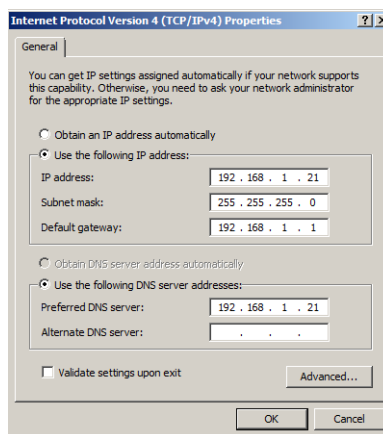 Internet Protocol Version 4 (TCP/IPv4) Properties
General
You can get IP settings assigned automatically if your network supports
this capability. Otherwise, you need to ask your network administrator
for the appropriate IP settings.
Obtain an IP address automatically
Use the following IP address:
IP address: 192 . 168 . 1 . 21
Subnet mask: 255 . 255 . 255 . 0
Default gateway: 192 . 168 . 1 . 1
Obtain DNS server address automatically
Use the following DNS server addresses:
Preferred DNS server: 192 . 168 . 1 . 21
Alternate DNS server: . . .
Validate settings upon exit
Advanced...
OK Cancel